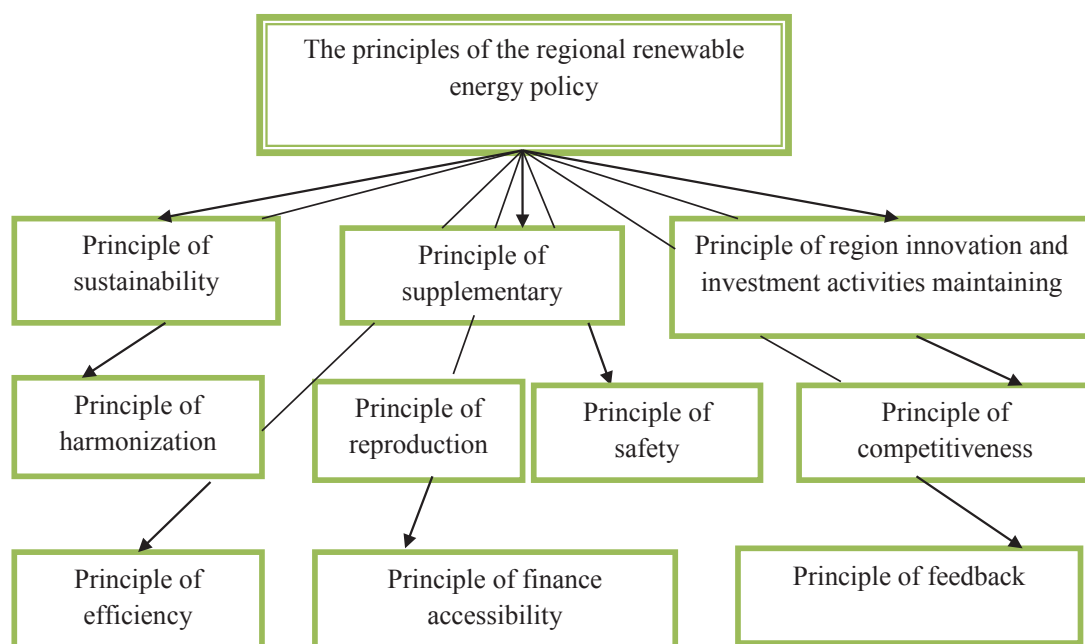 The principles of the regional renewable
energy policy
Principle of
sustainability
Principle of
supplementary
Principle of region innovation and
investment activities maintaining
Principle of
harmonization
Principle of
reproduction
Principle of
safety
Principle of
competitiveness
Principle of
efficiency
Principle of finance
accessibility
Principle of feedback